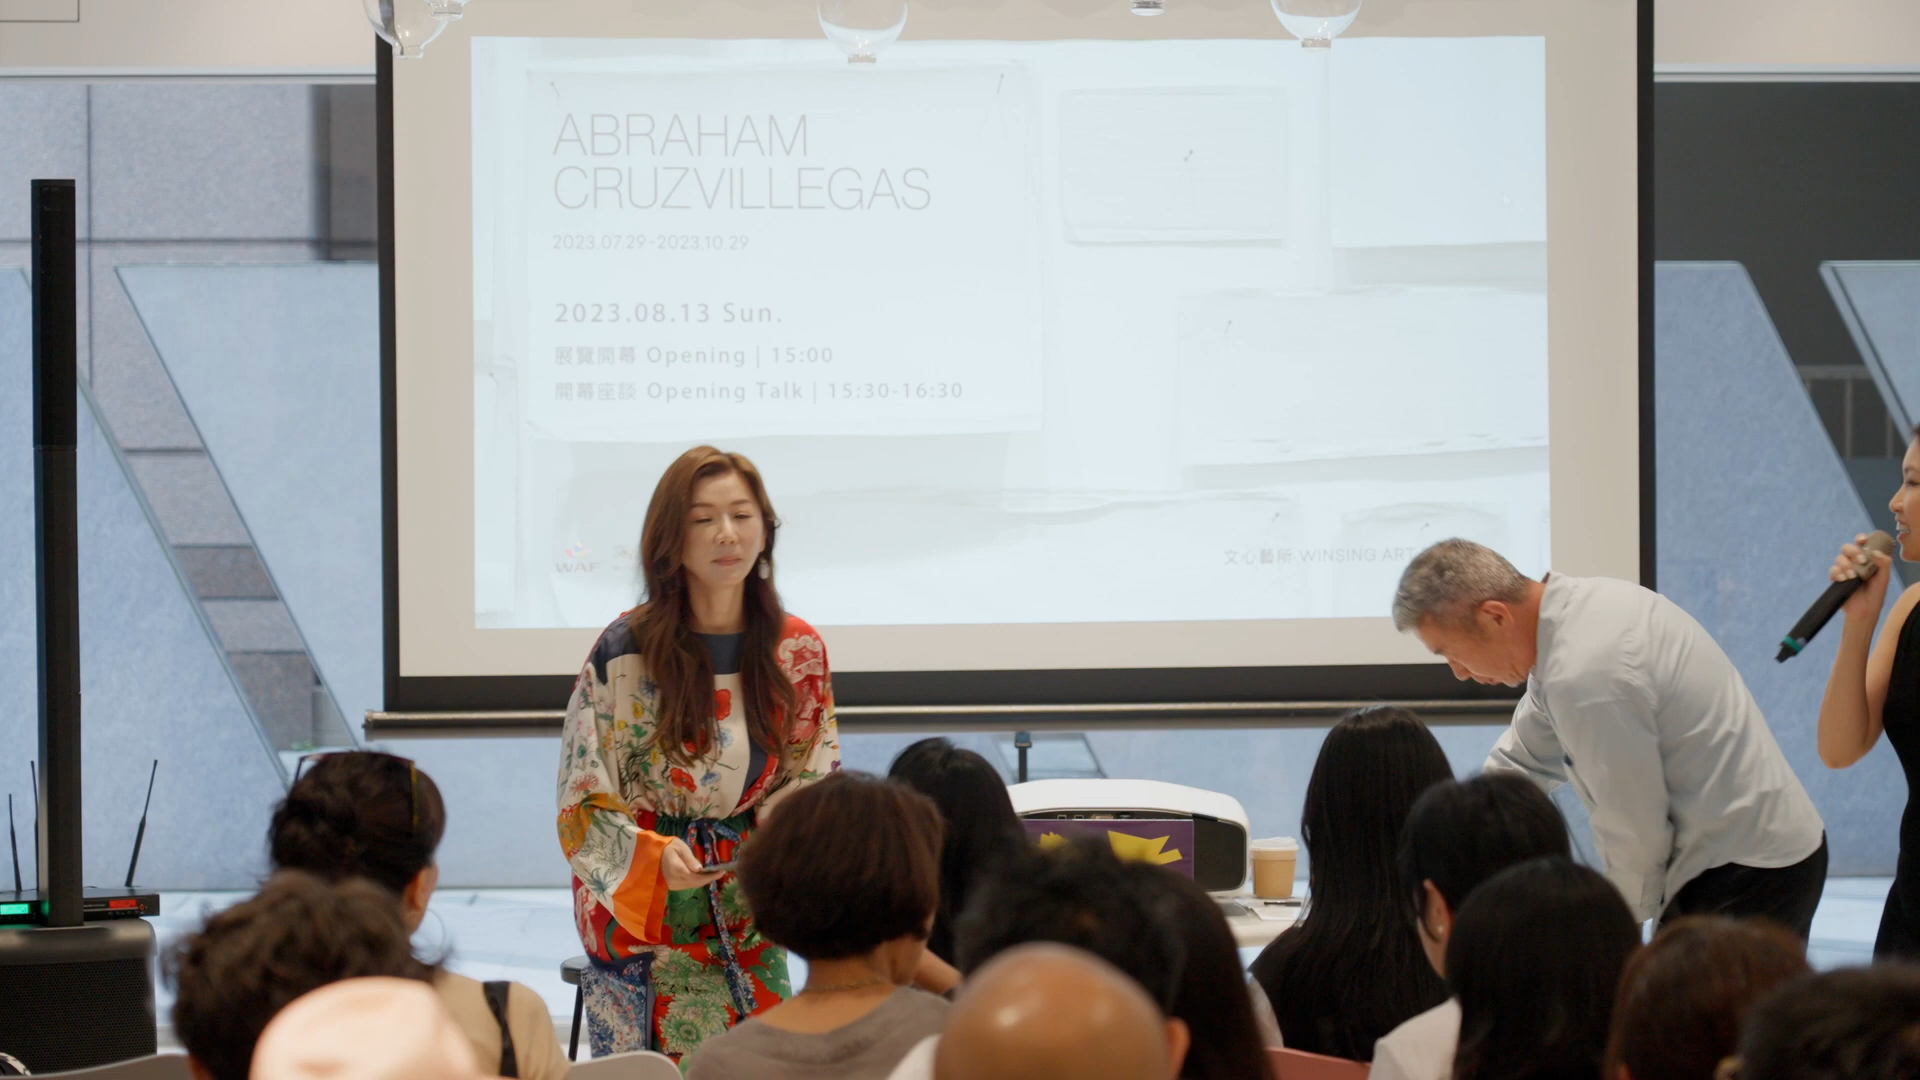 ABRAHAM
CRUZVILLEGAS
2023.07.29-2023.10.29
2023.08.13 Sun.
展覽開幕 Opening | 15:00
開幕座談 Opening Talk | 15:30-16:30
WAF
文心藝所 WINSING ART